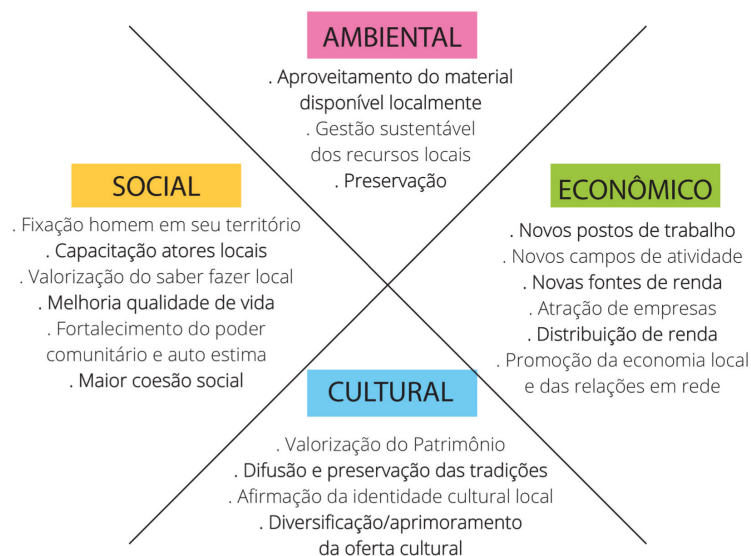 AMBIENTAL
. Aproveitamento do material
disponível localmente
. Gestão sustentável
dos recursos locais
. Preservação
SOCIAL
. Fixação homem em seu território
. Capacitação atores locais
. Valorização do saber fazer local
. Melhoria qualidade de vida
. Fortalecimento do poder
comunitário e auto estima
. Maior coesão social
ECONÔMICO
. Novos postos de trabalho
. Novos campos de atividade
. Novas fontes de renda
. Atração de empresas
. Distribuição de renda
. Promoção da economia local
e das relações em rede
CULTURAL
. Valorização do Patrimônio
. Difusão e preservação das tradições
. Afirmação da identidade cultural local
. Diversificação/aprimoramento
da oferta cultural